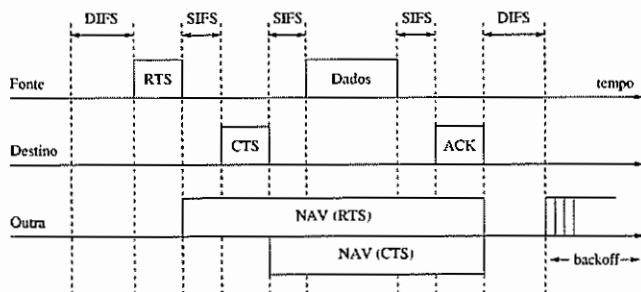 DIFS SIFS SIFS SIFS DIFS
Fonte RTS Dados tempo
Destino CTS ACK
Outra NAV (RTS)
NAV (CTS) backoff